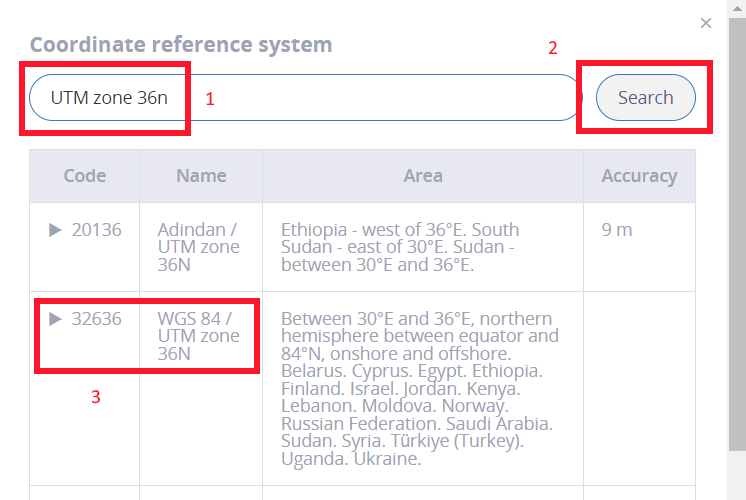 ×
Coordinate reference system
2
UTM zone 36n
1
Search
Code Name Area Accuracy
20136
Adindan /
UTM zone
36N
Ethiopia - west of 36°E. South
Sudan - east of 30°E. Sudan -
between 30°E and 36°E.
9 m
32636
WGS 84 /
UTM zone
36N
Between 30°E and 36°E, northern
hemisphere between equator and
84°N, onshore and offshore.
Belarus. Cyprus. Egypt. Ethiopia.
Finland. Israel. Jordan. Kenya.
Lebanon. Moldova. Norway.
Russian Federation. Saudi Arabia.
Sudan. Syria. Türkiye (Turkey).
Uganda. Ukraine.
3